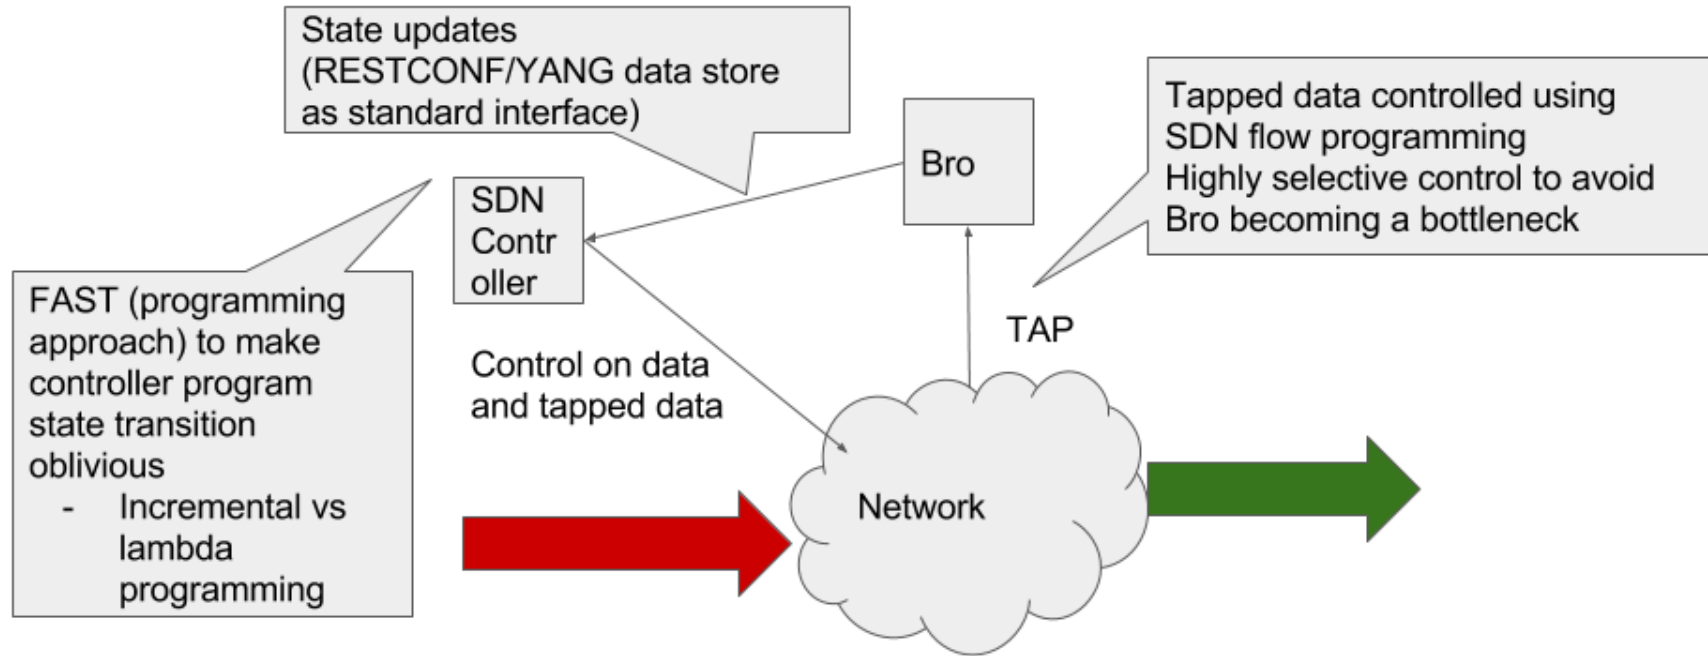 State updates
(RESTCONF/YANG data store
as standard interface)
Tapped data controlled using
SDN flow programming
Highly selective control to avoid
Bro becoming a bottleneck
Bro
SDN
Contr
oller
FAST (programming
approach) to make
controller program
state transition
oblivious
- Incremental vs
lambda
programming
TAP
Control on data
and tapped data
Network